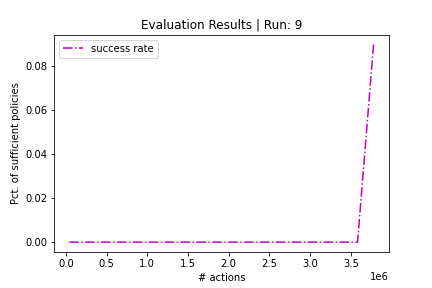 Evaluation Results | Run: 9
success rate
Pct. of sufficient policies
0.08
0.06
0.04
0.02
0.00
0.0 0.5 1.0 1.5 2.0 2.5 3.0 3.5
1e6
# actions